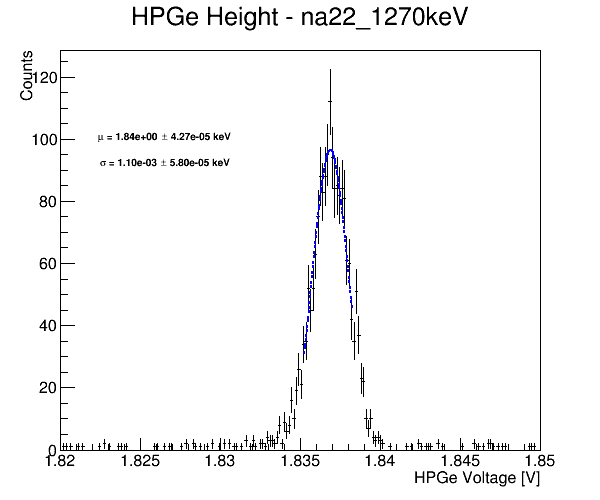 HPGe Height - na22_1270keV
Counts
120
100
80
60
40
20
0
μ = 1.84e+00 ± 4.27e-05 keV
σ = 1.10e-03 ± 5.80e-05 keV
1.82 1.825 1.83 1.835 1.84 1.845 1.85
HPGe Voltage [V]